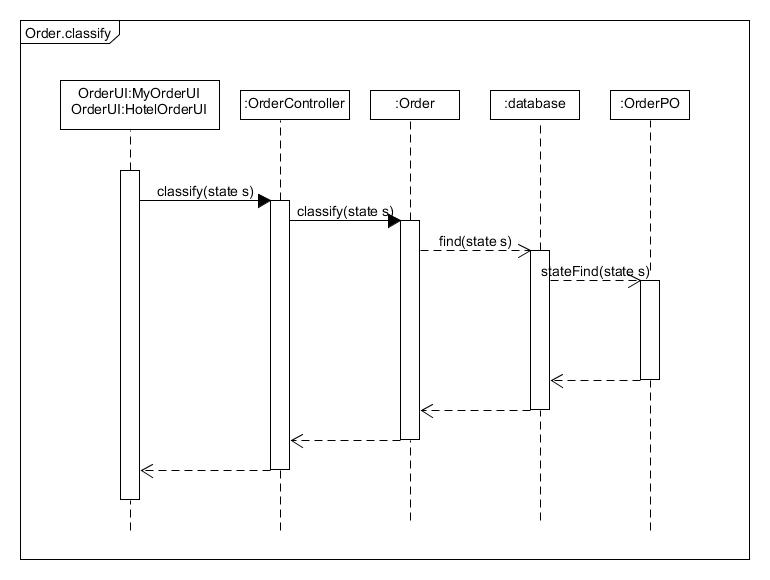 Order.classify
OrderUI:MyOrderUI
OrderUI:HotelOrderUI
:OrderController
:Order
:database
:OrderPO
classify(state s)
classify(state s)
find(state s)
stateFind(state s)